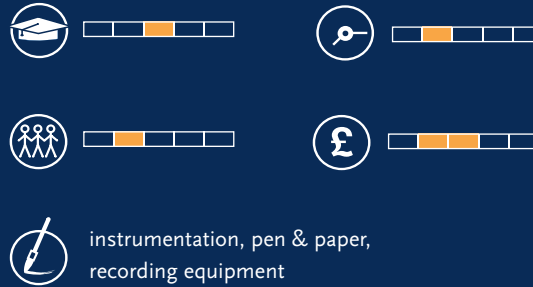 £
instrumentation, pen & paper,
recording equipment